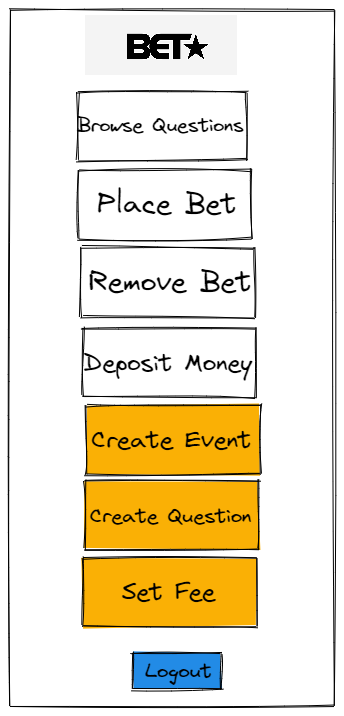 BET★
Browse Questions
Place Bet
Remove Bet
Deposit Money
Create Event
Create Question
Set Fee
Logout